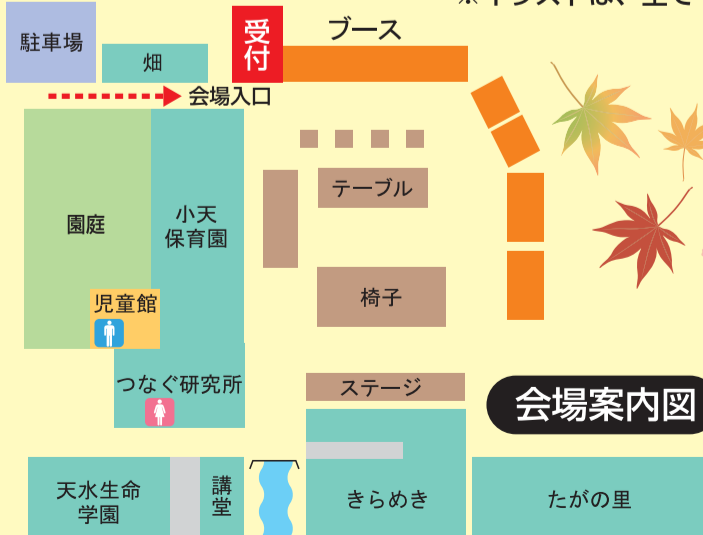 駐車場
畑
受付
ブース
会場入口
テーブル
園庭
小天
保育園
児童館
椅子
つなぐ研究所
ステージ
会場案内図
天水生命
学園
講堂
きらめき
たがの里